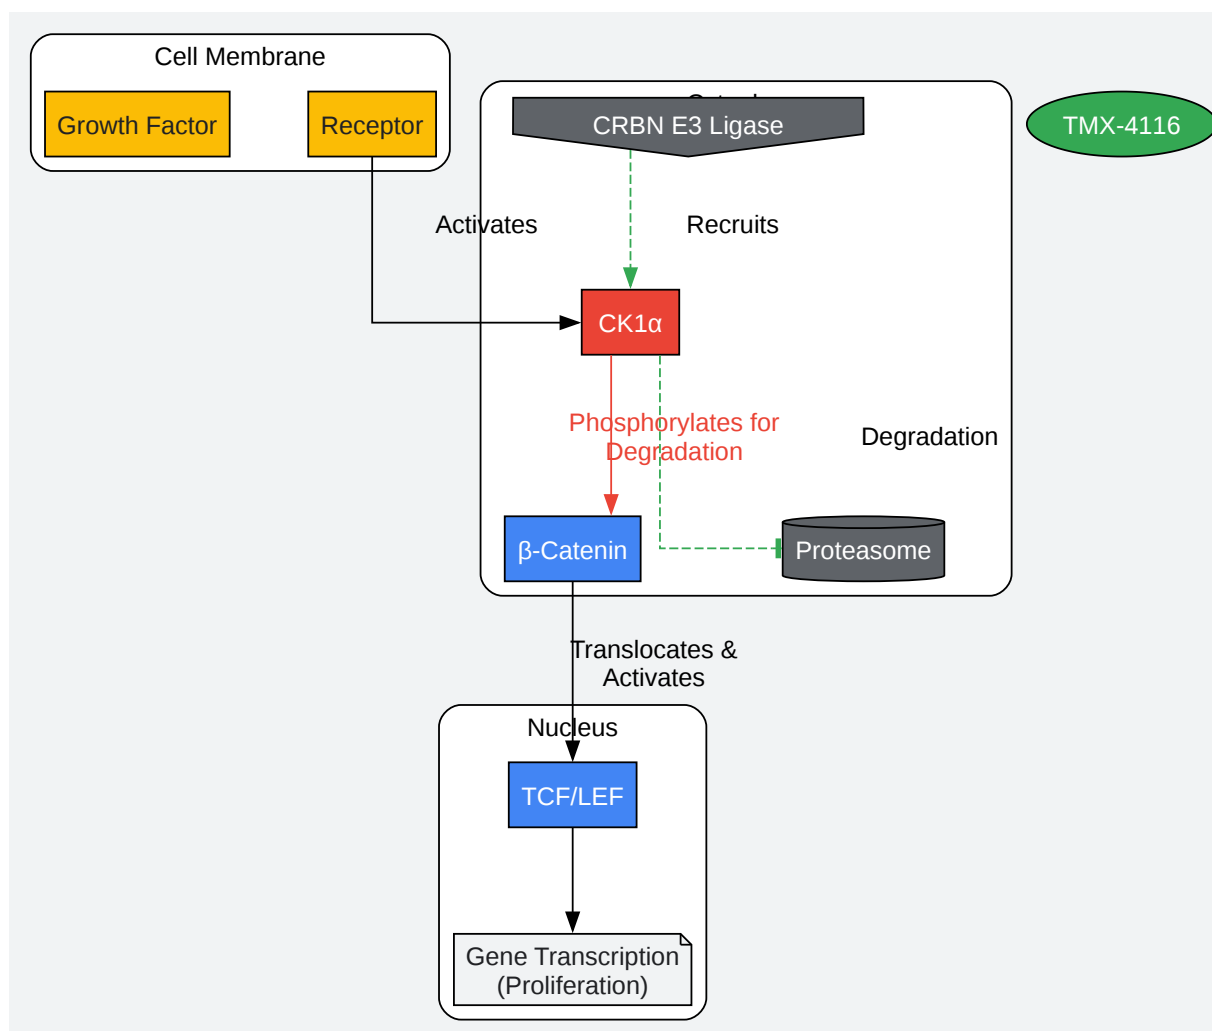 Cell Membrane
Growth Factor
Receptor
CRBN E3 Ligase
TMX-4116
Activates
Recruits
CK1α
Phosphorylates for
Degradation
Degradation
β-Catenin
Proteasome
Translocates &
Activates
Nucleus
TCF/LEF
Gene Transcription
(Proliferation)